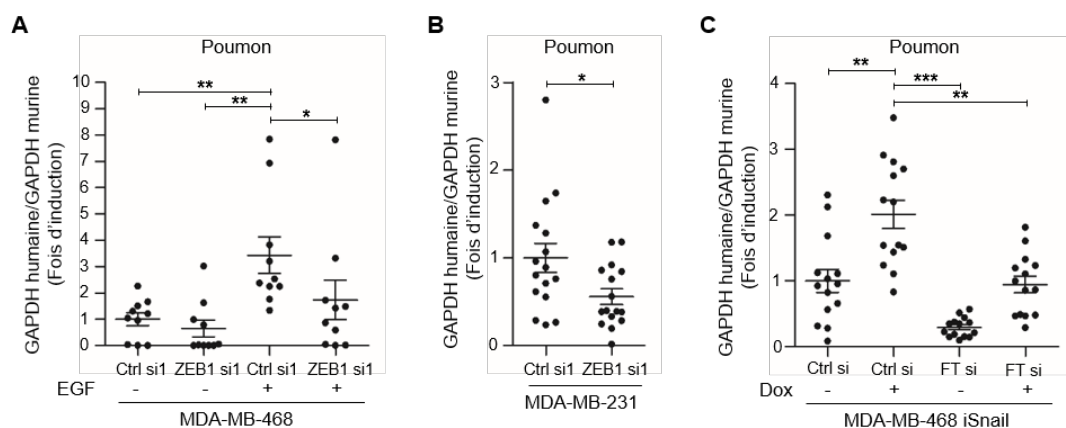 A
Poumon
GAPDH humaine/GAPDH murine
(Fois d'induction)
10
9
8
7
6
5
4
3
2
1
0
**
**
*
Ctrl si1 ZEB1 si1 Ctrl si1 ZEB1 si1
EGF - - + +
MDA-MB-468
B
Poumon
GAPDH humaine/GAPDH murine
(Fois d'induction)
3
2
1
0
*
Ctrl si1 ZEB1 si1
MDA-MB-231
C
Poumon
GAPDH humaine/GAPDH murine
(Fois d'induction)
4
3
2
1
0
**
***
**
Ctrl si Ctrl si FT si FT si
Dox - + - +
MDA-MB-468 iSnail